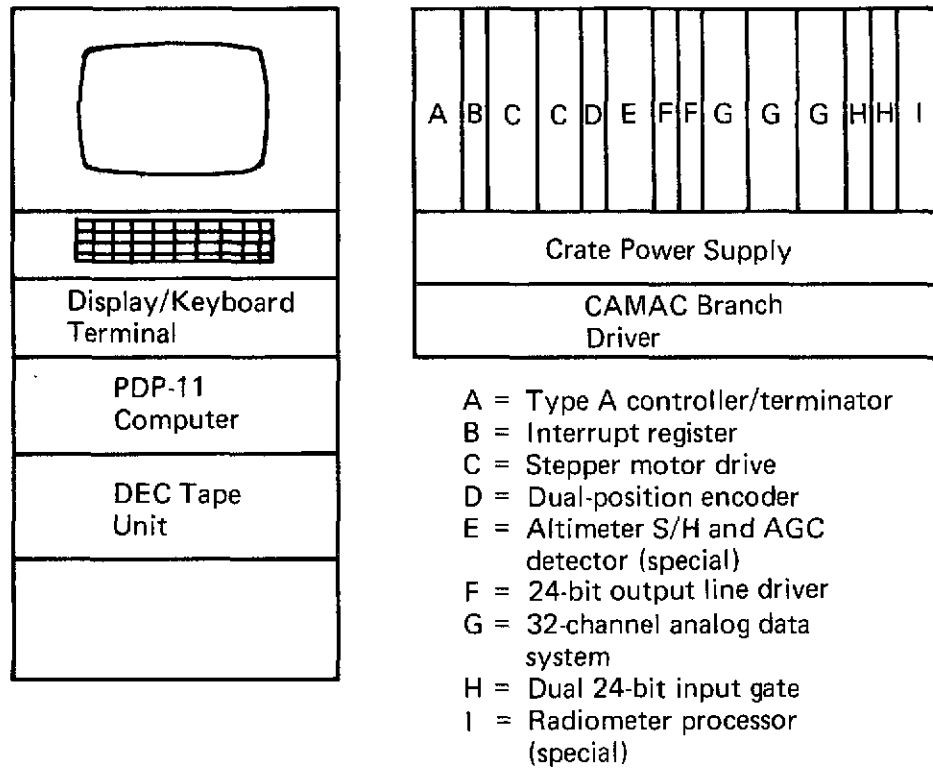 Display/Keyboard
Terminal
PDP-11
Computer
DEC Tape
Unit
A B C C D E F F G G G H H I
Crate Power Supply
CAMAC Branch
Driver
A = Type A controller/terminator
B = Interrupt register
C = Stepper motor drive
D = Dual-position encoder
E = Altimeter S/H and AGC
detector (special)
F = 24-bit output line driver
G = 32-channel analog data
system
H = Dual 24-bit input gate
I = Radiometer processor
(special)